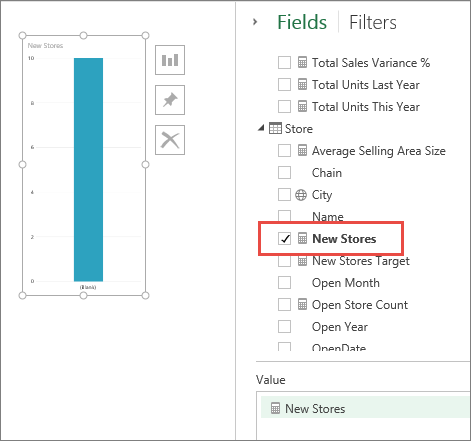 New Stores
10
8
6
4
2
0
(Blank)
Fields | Filters
Total Sales Variance %
Total Units Last Year
Total Units This Year
Store
Average Selling Area Size
Chain
City
Name
New Stores
New Stores Target
Open Month
Open Store Count
Open Year
OpenDate
Value
New Stores